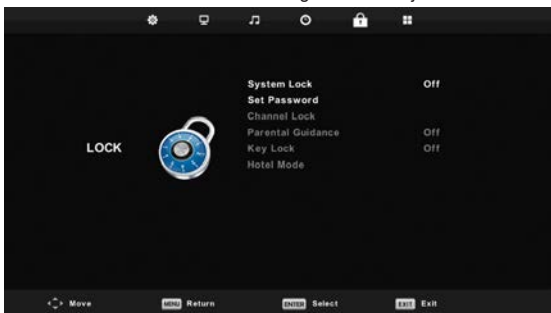 System Lock Off
Set Password
Channel Lock
Parental Guidance Off
LOCK
Key Lock Off
Hotel Mode
Move MENU Return ENTER Select EXIT Exit